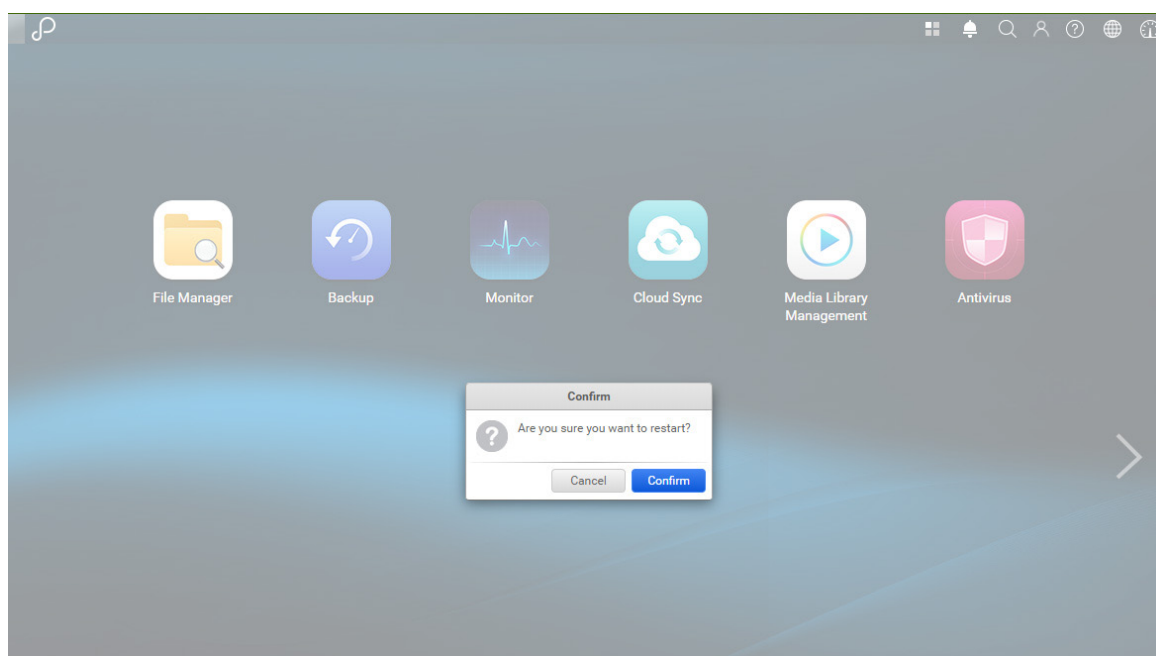 File Manager
Backup
Monitor
Cloud Sync
Media Library
Management
Antivirus
Confirm
Are you sure you want to restart?
Cancel
Confirm